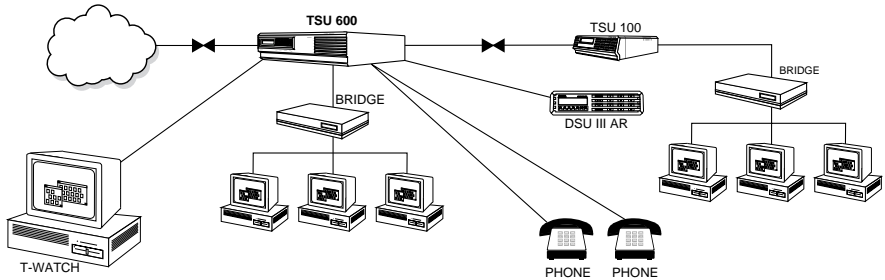 TSU 600
TSU 100
BRIDGE
BRIDGE
DSU III AR
T-WATCH
PHONE
PHONE